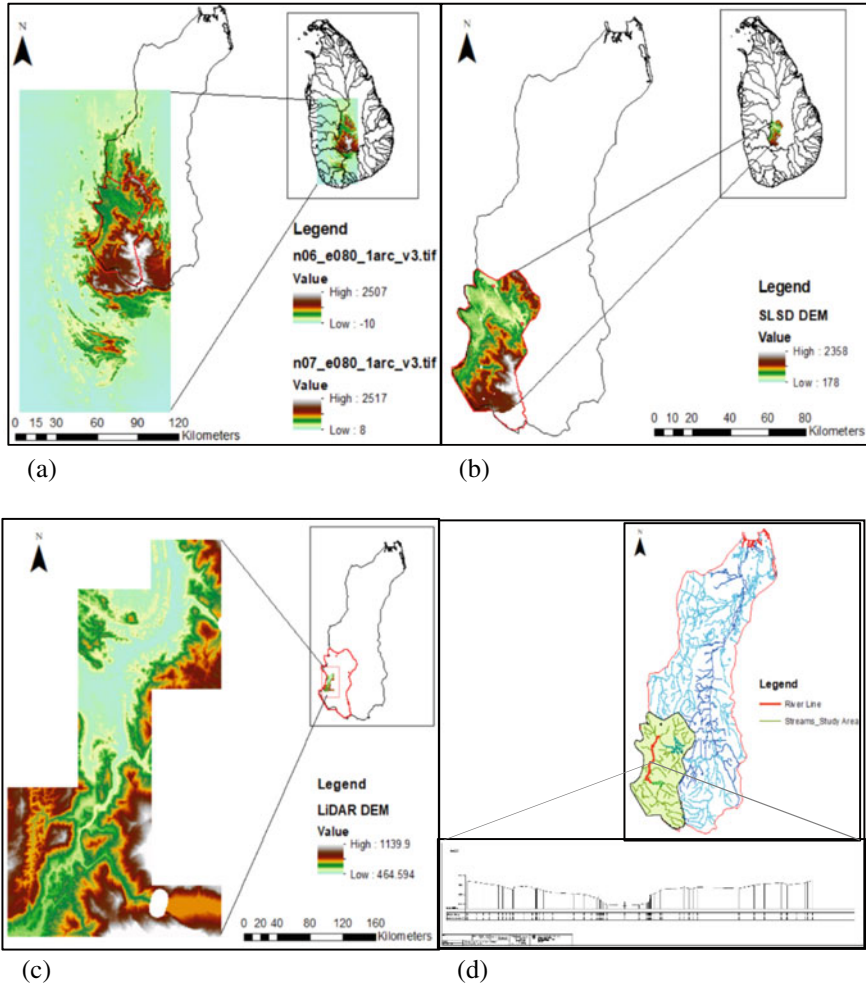 N
Legend
n06_e080_1arc_v3.tif
Value
High : 2507
Low : -10
n07_e080_1arc_v3.tif
Value
High : 2517
Low : 8
0 15 30 60 90 120
Kilometers
(a)
N
Legend
SLSD DEM
Value
High : 2358
Low : 178
0 10 20 40 60 80
Kilometers
(b)
N
Legend
LiDAR DEM
Value
High : 1139.9
Low : 464.594
0 20 40 80 120 160
Kilometers
(c)
N
Legend
River Line
Streams_Study Area
(d)